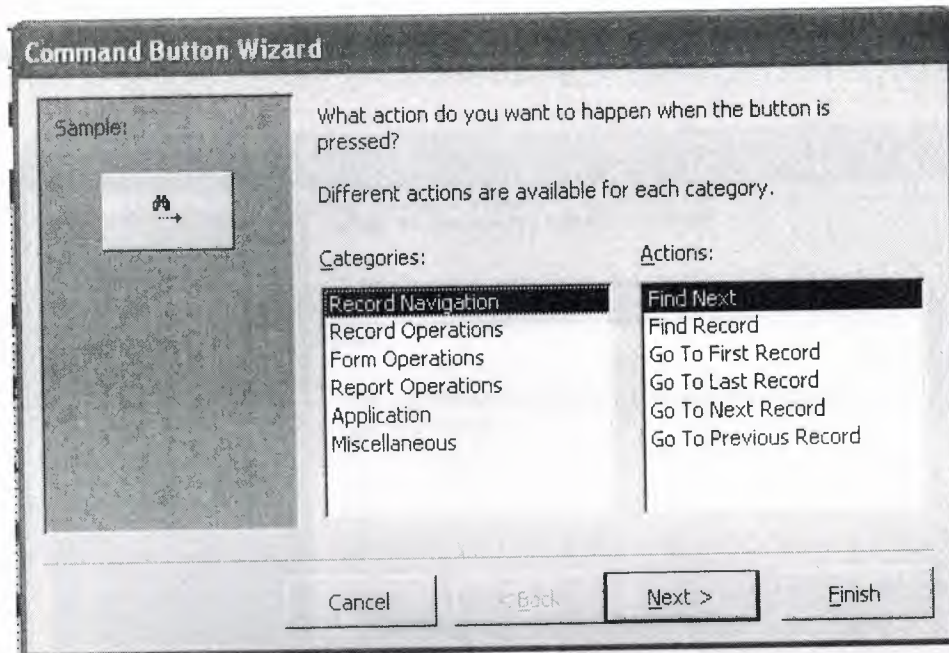 Command Button Wizard
Sample:
What action do you want to happen when the button is
pressed?
Different actions are available for each category.
Categories:
Record Navigation
Record Operations
Form Operations
Report Operations
Application
Miscellaneous
Actions:
Find Next
Find Record
Go To First Record
Go To Last Record
Go To Next Record
Go To Previous Record
Cancel
< Back
Next >
Finish